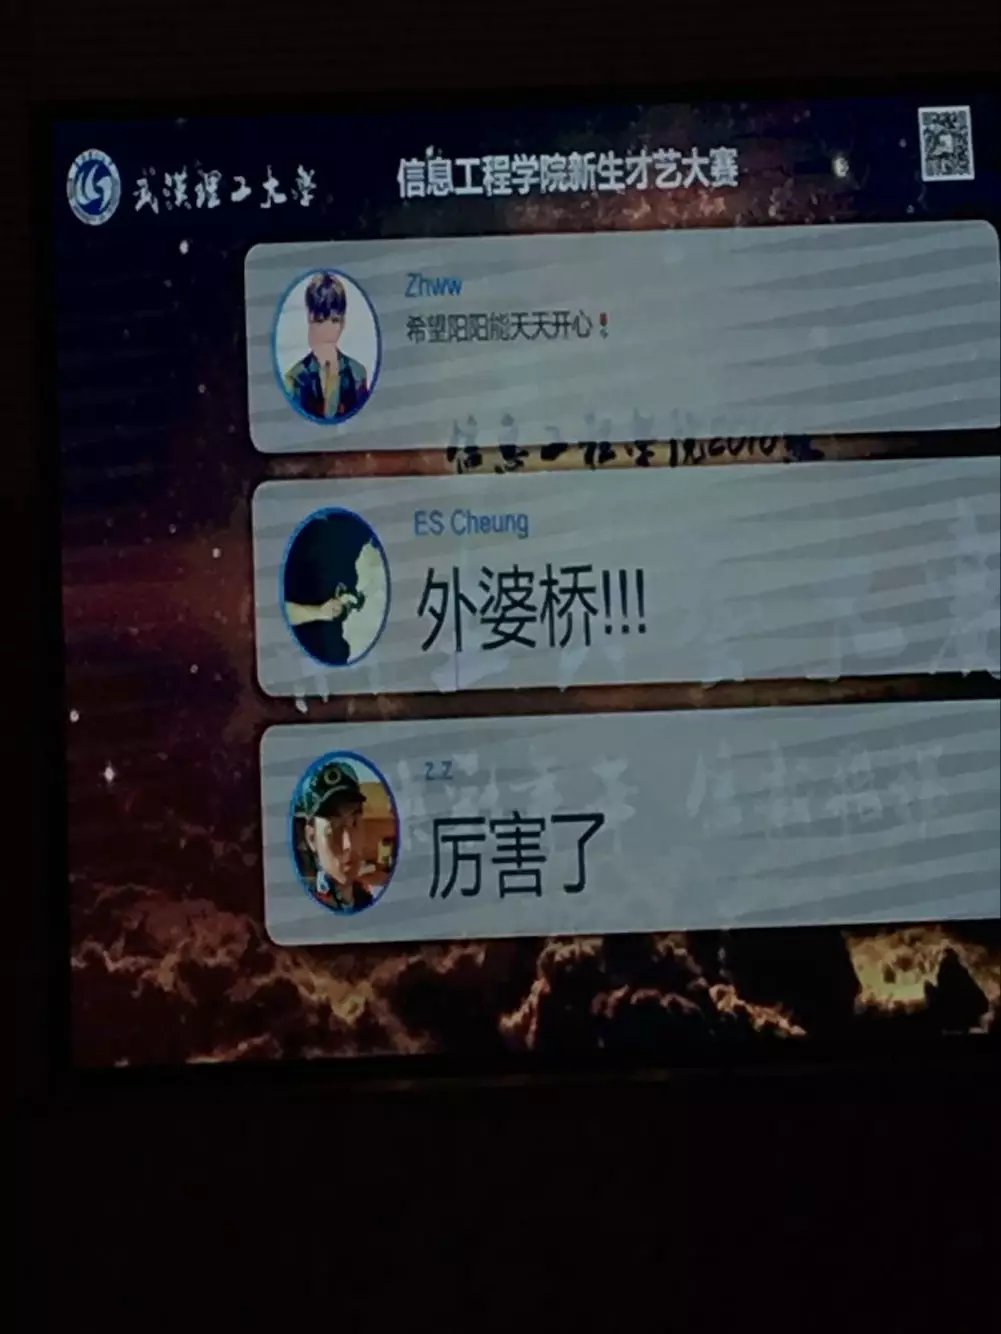 武汉理工大学
信息工程学院新生才艺大赛
Zhww
希望阳阳能天天开心❣
ES Cheung
外婆桥!!!
z.z
厉害了